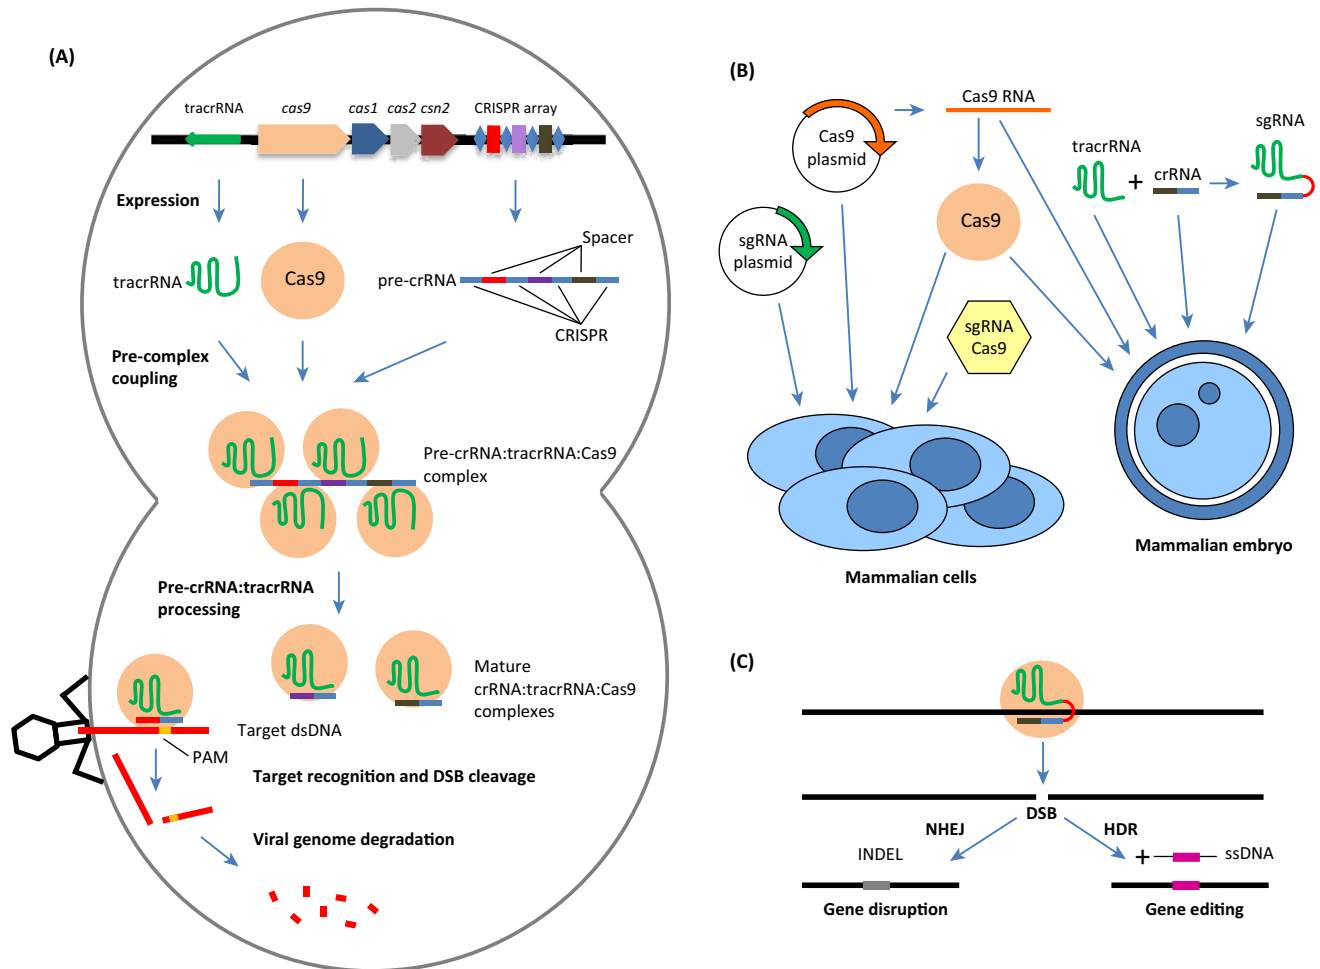 (A)
tracrRNA
cas9
cas1
cas2
csn2
CRISPR array
Expression
tracrRNA
Cas9
pre-crRNA
Spacer
CRISPR
Pre-complex
coupling
Pre-crRNA:tracrRNA:Cas9
complex
Pre-crRNA:tracrRNA
processing
Mature
crRNA:tracrRNA:Cas9
complexes
Target dsDNA
PAM
Target recognition and DSB cleavage
Viral genome degradation
(B)
Cas9
plasmid
Cas9 RNA
sgRNA
plasmid
Cas9
tracrRNA
+
crRNA
sgRNA
sgRNA
Cas9
Mammalian cells
Mammalian embryo
(C)
DSB
NHEJ
HDR
INDEL
+
ssDNA
Gene disruption
Gene editing